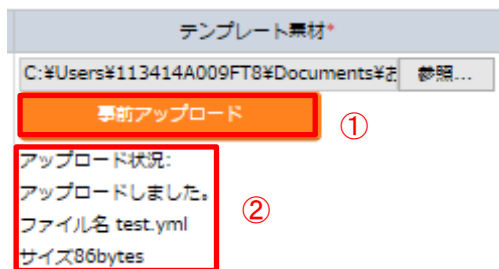 テンプレート素材*
C:¥Users¥113414A009FT8¥Documents¥お 参照...
事前アップロード
①
アップロード状況:
アップロードしました。
ファイル名 test.yml
サイズ86bytes
②